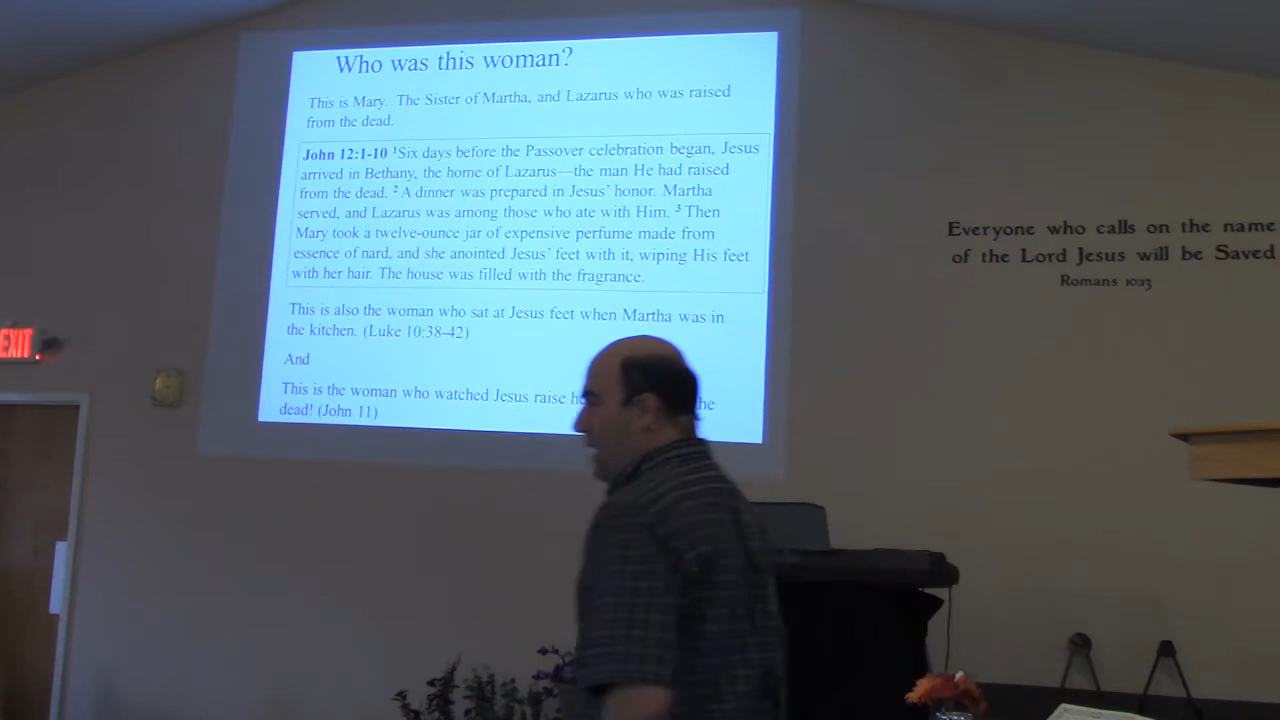 Who was this woman?
This is Mary. The Sister of Martha, and Lazarus who was raised
from the dead.
John 12:1-10 ¹Six days before the Passover celebration began, Jesus
arrived in Bethany, the home of Lazarus—the man He had raised
from the dead. ² A dinner was prepared in Jesus' honor. Martha
served, and Lazarus was among those who ate with Him. ³ Then
Mary took a twelve-ounce jar of expensive perfume made from
essence of nard, and she anointed Jesus' feet with it, wiping His feet
with her hair. The house was filled with the fragrance.
This is also the woman who sat at Jesus feet when Martha was in
the kitchen. (Luke 10:38-42)
And
This is the woman who watched Jesus raise
dead! (John 11)
Everyone who calls on the name
of the Lord Jesus will be Saved
Romans 10:13
EXIT